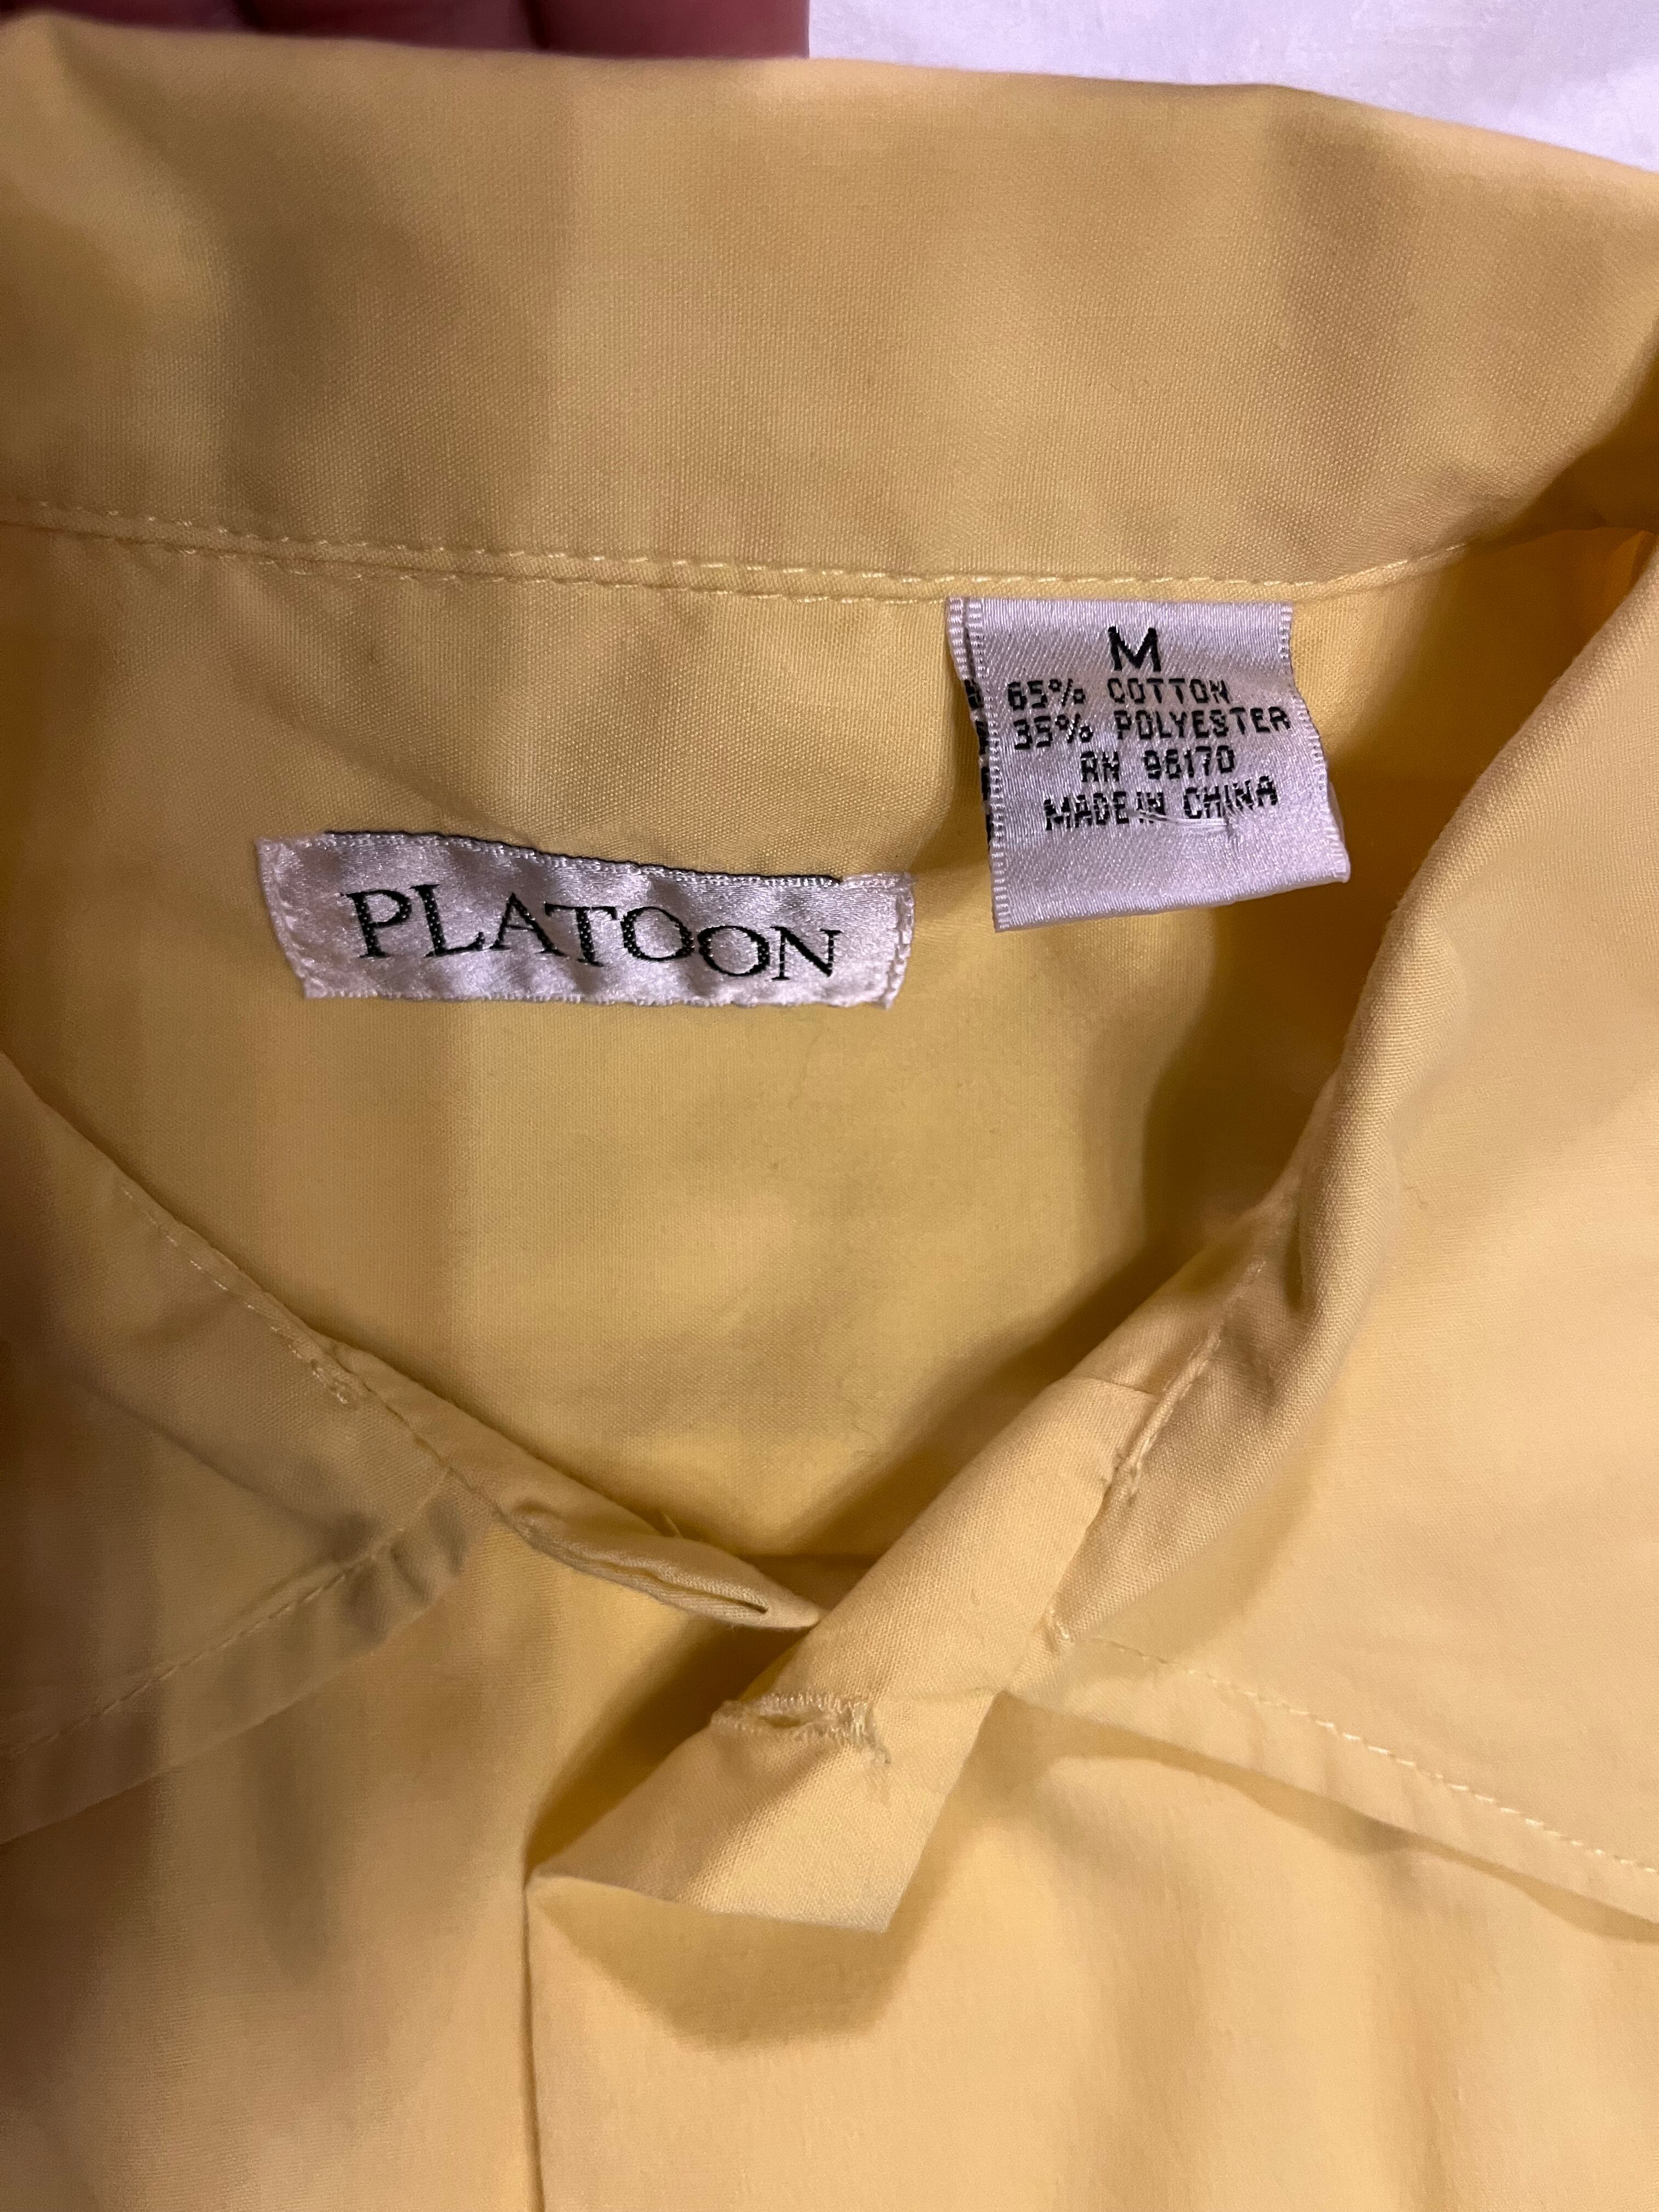 M
65% COTTON
35% POLYESTER
RN 96170
MADE IN CHINA
PLATOON